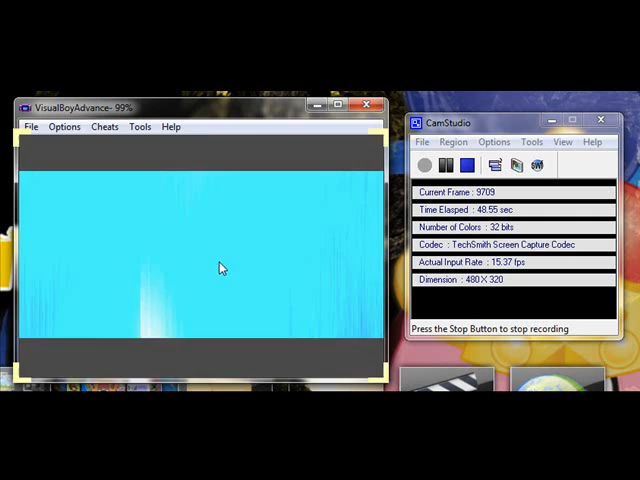 VisualBoyAdvance- 99%
File Options Cheats Tools Help
CamStudio
File Region Options Tools View Help
Current Frame : 9709
Time Elasped : 48.55 sec
Number of Colors : 32 bits
Codec : TechSmith Screen Capture Codec
Actual Input Rate : 15.37 fps
Dimension : 480 X 320
Press the Stop Button to stop recording